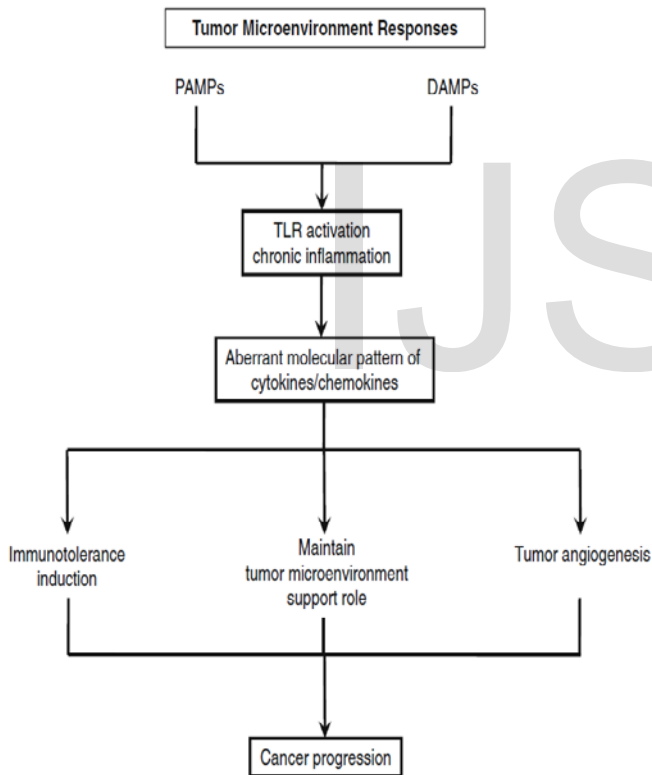 Tumor Microenvironment Responses
PAMPs
DAMPs
TLR activation
chronic inflammation
Aberrant molecular pattern of
cytokines/chemokines
Immunotolerance
induction
Maintain
tumor microenvironment
support role
Tumor angiogenesis
Cancer progression
IJS